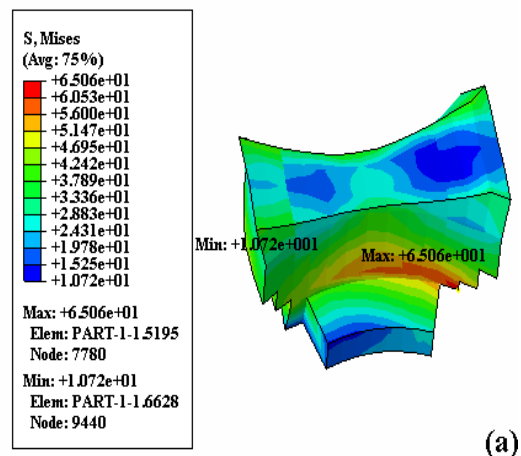 S, Mises
(Avg: 75%)
+6.506e+01
+6.053e+01
+5.600e+01
+5.147e+01
+4.695e+01
+4.242e+01
+3.789e+01
+3.336e+01
+2.883e+01
+2.431e+01
+1.978e+01
+1.525e+01
+1.072e+01
Max: +6.506e+01
Elem: PART-1-1.5195
Node: 7780
Min: +1.072e+01
Elem: PART-1-1.6628
Node: 9440
Min: +1.072e+001
Max: +6.506e+001
(a)